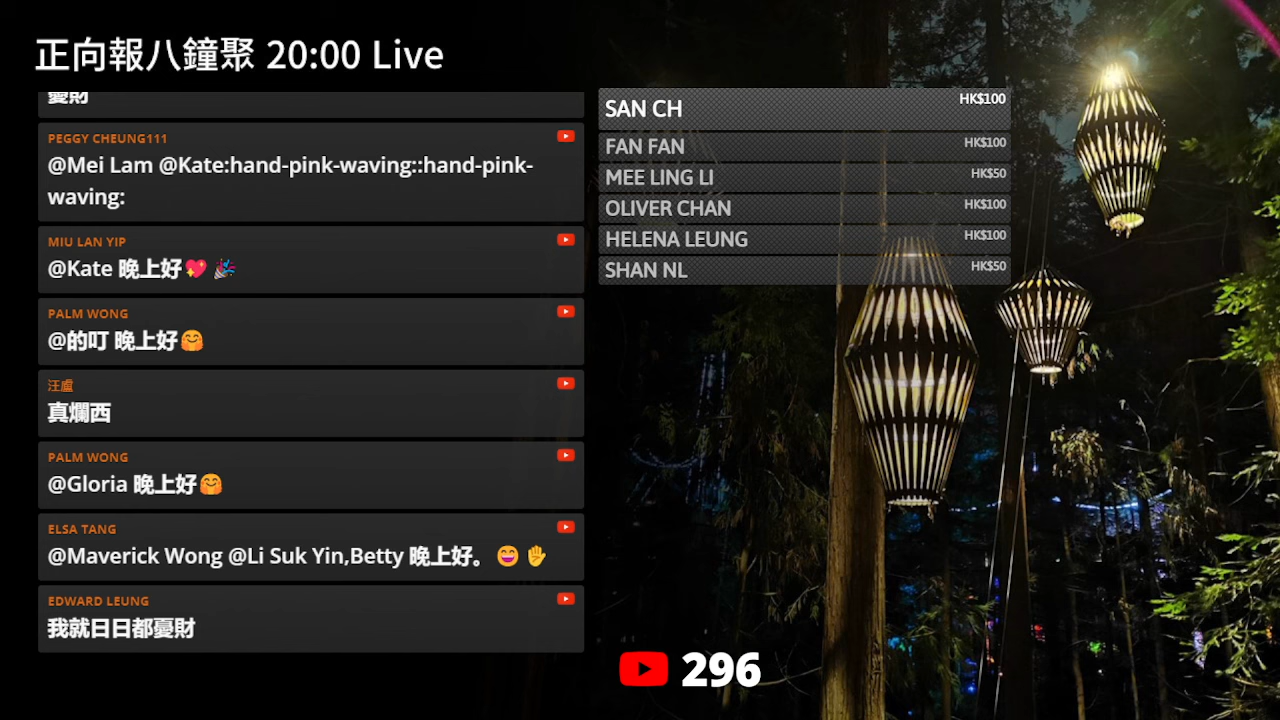 正向報八鐘聚 20:00 Live
憂財
PEGGY CHEUNG111
@Mei Lam @Kate:hand-pink-waving::hand-pink-
waving:
MIU LAN YIP
@Kate 晚上好💖 🎉
PALM WONG
@的叮 晚上好🤗
汪盧
真爛西
PALM WONG
@Gloria 晚上好🤗
ELSA TANG
@Maverick Wong @Li Suk Yin,Betty 晚上好。😄 ✋
EDWARD LEUNG
我就日日都憂財
SAN CH HK$100
FAN FAN HK$100
MEE LING LI HK$50
OLIVER CHAN HK$100
HELENA LEUNG HK$100
SHAN NL HK$50
296